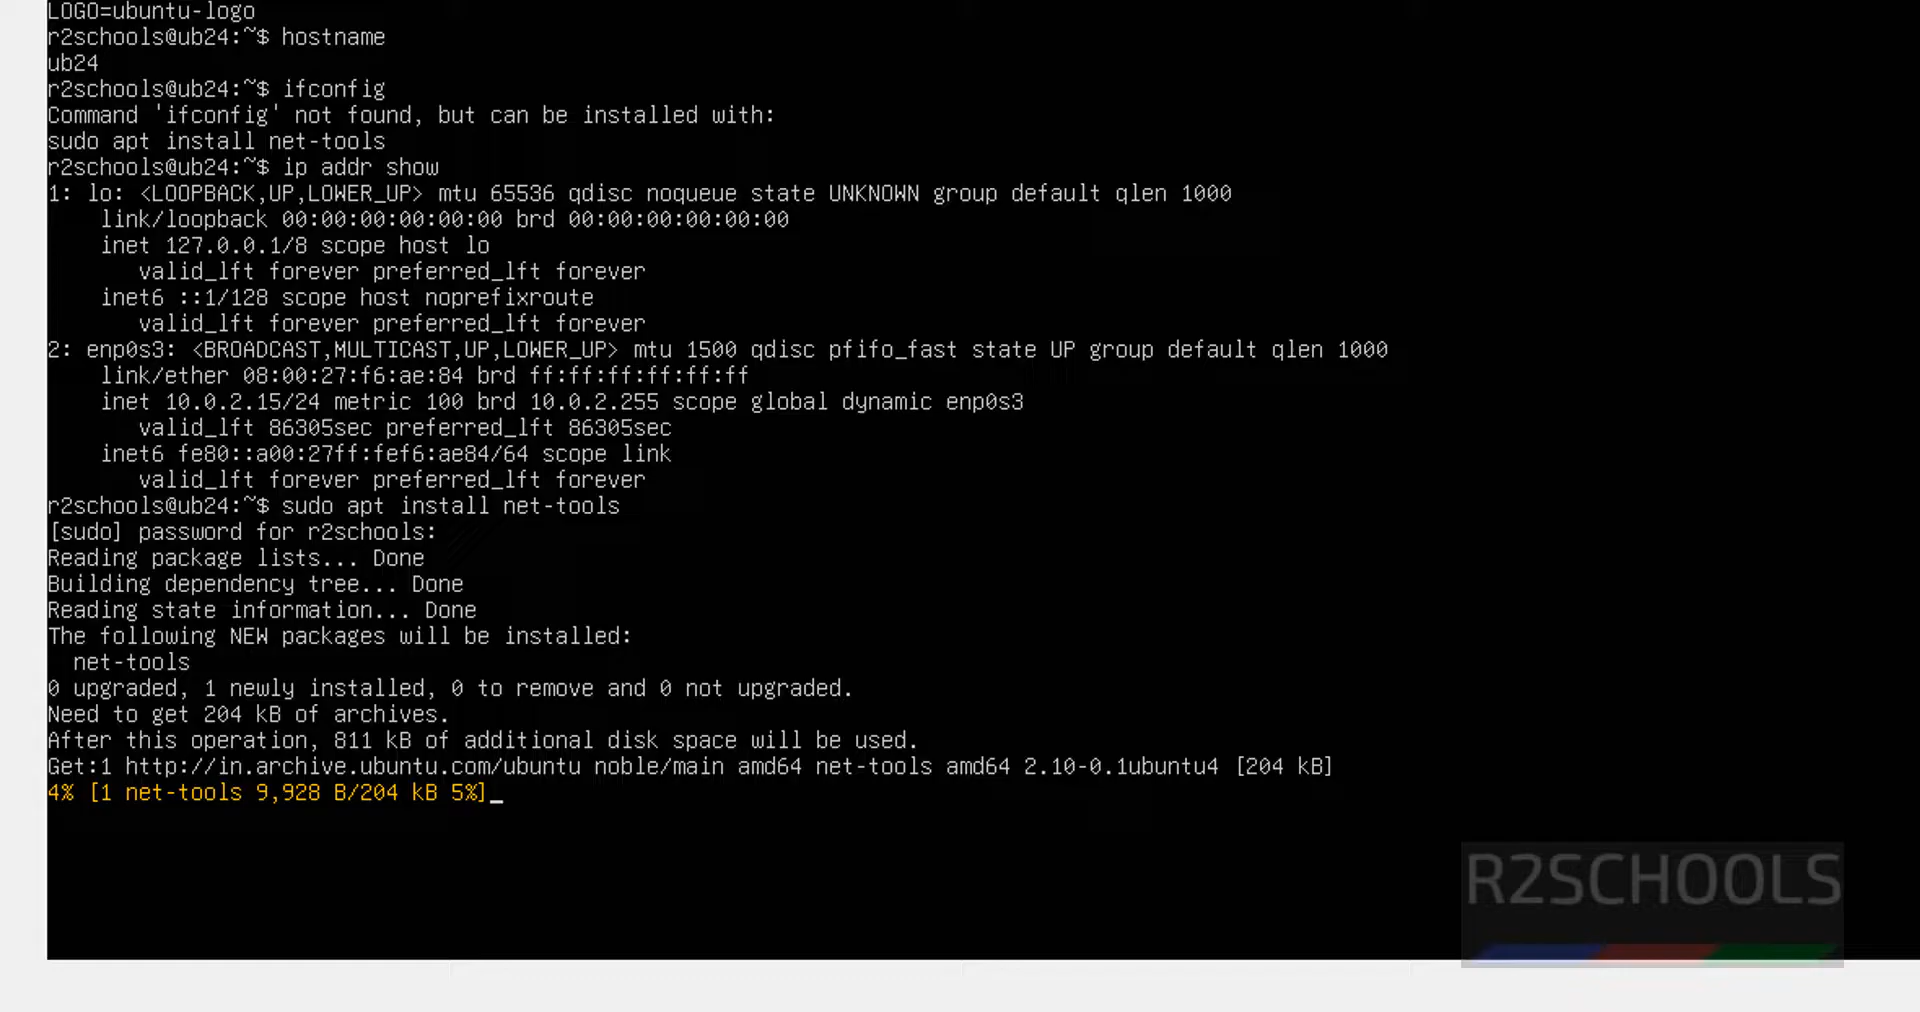 LOGO=ubuntu-logo
r2schools@ub24:~$ hostname
ub24
r2schools@ub24:~$ ifconfig
Command 'ifconfig' not found, but can be installed with:
sudo apt install net-tools
r2schools@ub24:~$ ip addr show
1: lo: <LOOPBACK,UP,LOWER_UP> mtu 65536 qdisc noqueue state UNKNOWN group default qlen 1000
    link/loopback 00:00:00:00:00:00 brd 00:00:00:00:00:00
    inet 127.0.0.1/8 scope host lo
       valid_lft forever preferred_lft forever
    inet6 ::1/128 scope host noprefixroute
       valid_lft forever preferred_lft forever
2: enp0s3: <BROADCAST,MULTICAST,UP,LOWER_UP> mtu 1500 qdisc pfifo_fast state UP group default qlen 1000
    link/ether 08:00:27:f6:ae:84 brd ff:ff:ff:ff:ff:ff
    inet 10.0.2.15/24 metric 100 brd 10.0.2.255 scope global dynamic enp0s3
       valid_lft 86305sec preferred_lft 86305sec
    inet6 fe80::a00:27ff:fef6:ae84/64 scope link
       valid_lft forever preferred_lft forever
r2schools@ub24:~$ sudo apt install net-tools
[sudo] password for r2schools:
Reading package lists... Done
Building dependency tree... Done
Reading state information... Done
The following NEW packages will be installed:
  net-tools
0 upgraded, 1 newly installed, 0 to remove and 0 not upgraded.
Need to get 204 kB of archives.
After this operation, 811 kB of additional disk space will be used.
Get:1 http://in.archive.ubuntu.com/ubuntu noble/main amd64 net-tools amd64 2.10-0.1ubuntu4 [204 kB]
4% [1 net-tools 9,928 B/204 kB 5%]_
R2SCHOOLS